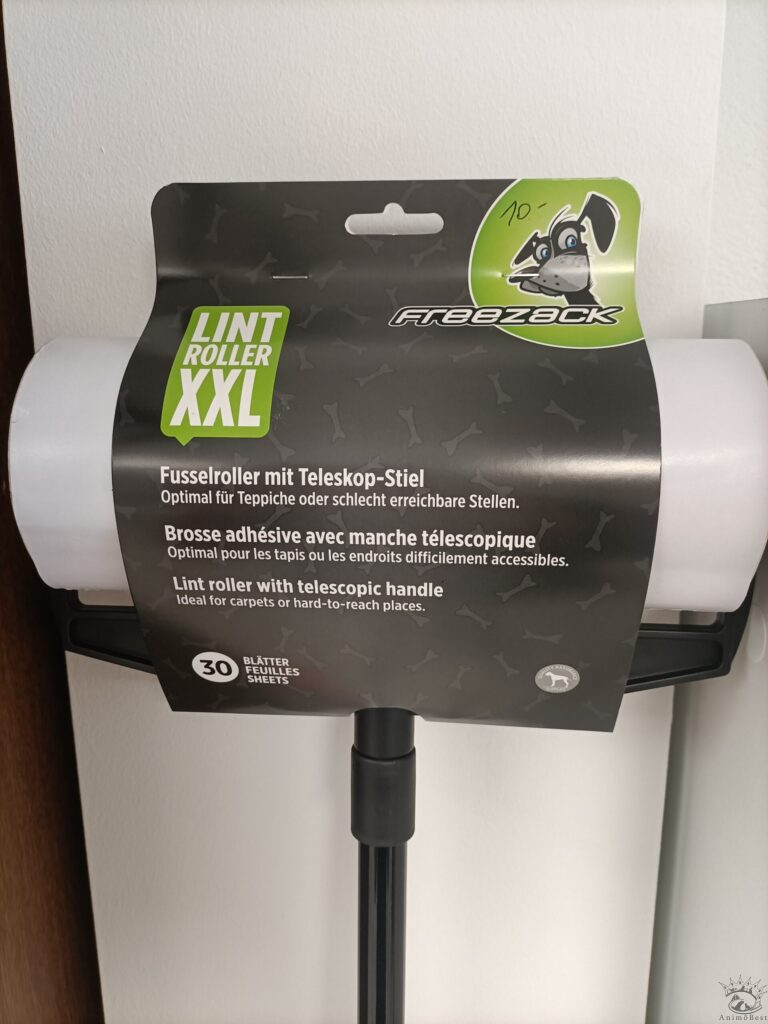 10.-
FREEZACK
LINT
ROLLER
XXL
Fusselroller mit Teleskop-Stiel
Optimal für Teppiche oder schlecht erreichbare Stellen.
Brosse adhésive avec manche télescopique
Optimal pour les tapis ou les endroits difficilement accessibles.
Lint roller with telescopic handle
Ideal for carpets or hard-to-reach places.
30 BLÄTTER
FEUILLES
SHEETS
AnimôBest